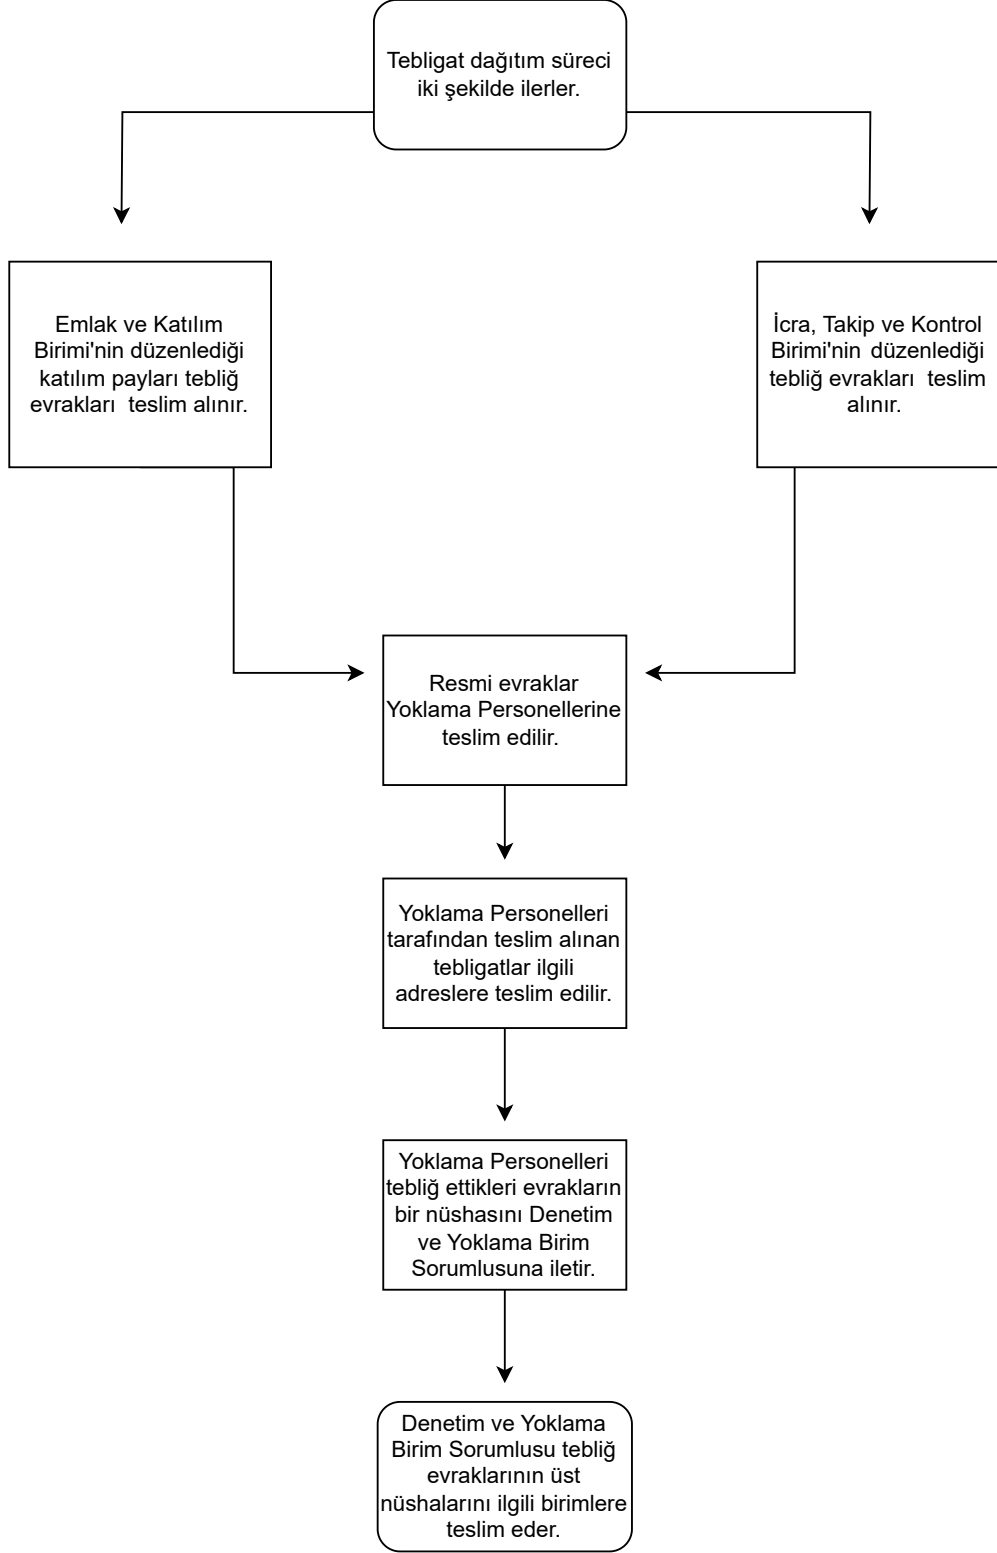 Tebligat dağıtım süreci
iki şekilde ilerler.
Emlak ve Katılım
Birimi'nin düzenlediği
katılım payları tebliğ
evrakları teslim alınır.
İcra, Takip ve Kontrol
Birimi'nin düzenlediği
tebliğ evrakları teslim
alınır.
Resmi evraklar
Yoklama Personellerine
teslim edilir.
Yoklama Personelleri
tarafından teslim alınan
tebligatlar ilgili
adreslere teslim edilir.
Yoklama Personelleri
tebliğ ettikleri evrakların
bir nüshasını Denetim
ve Yoklama Birim
Sorumlusuna iletir.
Denetim ve Yoklama
Birim Sorumlusu tebliğ
evraklarının üst
nüshalarını ilgili birimlere
teslim eder.